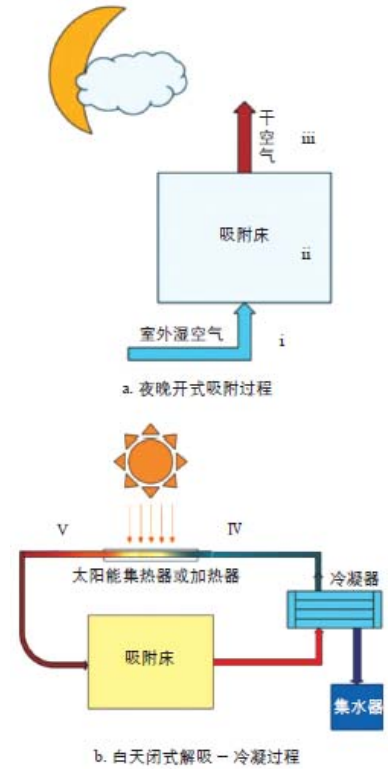 干空气
iii
吸附床
ii
室外湿空气
i
a. 夜晚开式吸附过程
V
IV
太阳能集热器或加热器
冷凝器
吸附床
集水器
b. 白天闭式解吸－冷凝过程